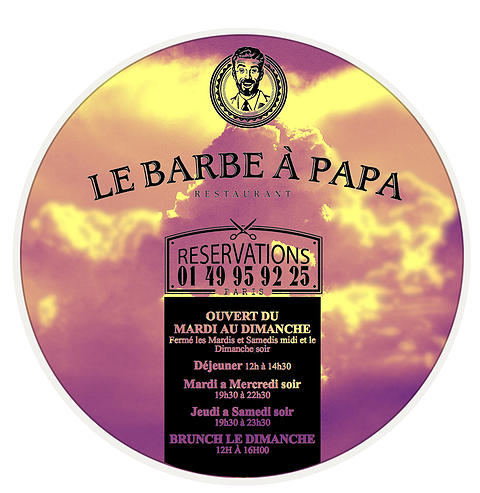 LE BARBE À PAPA
RESTAURANT
RESERVATIONS
01 49 95 92 25
PARIS
OUVERT DU
MARDI AU DIMANCHE
Fermé les Mardis et Samedis midi et le
Dimanche soir
Déjeuner 12h à 14h30
Mardi a Mercredi soir
19h30 à 22h30
Jeudi a Samedi soir
19h30 à 23h30
BRUNCH LE DIMANCHE
12H À 16H00